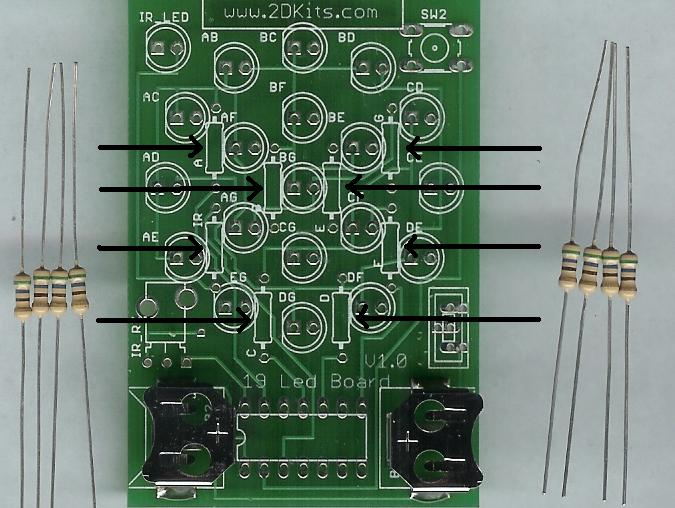 www.2DKits.com
IR_LED
AB
BC
BD
SW2
AC
BF
CD
AF
BE
G
A
BG
AD
AG
CG
IR
E
DE
AE
F
EG
DF
DG
D
C
V1.0
19 Led Board
+
+